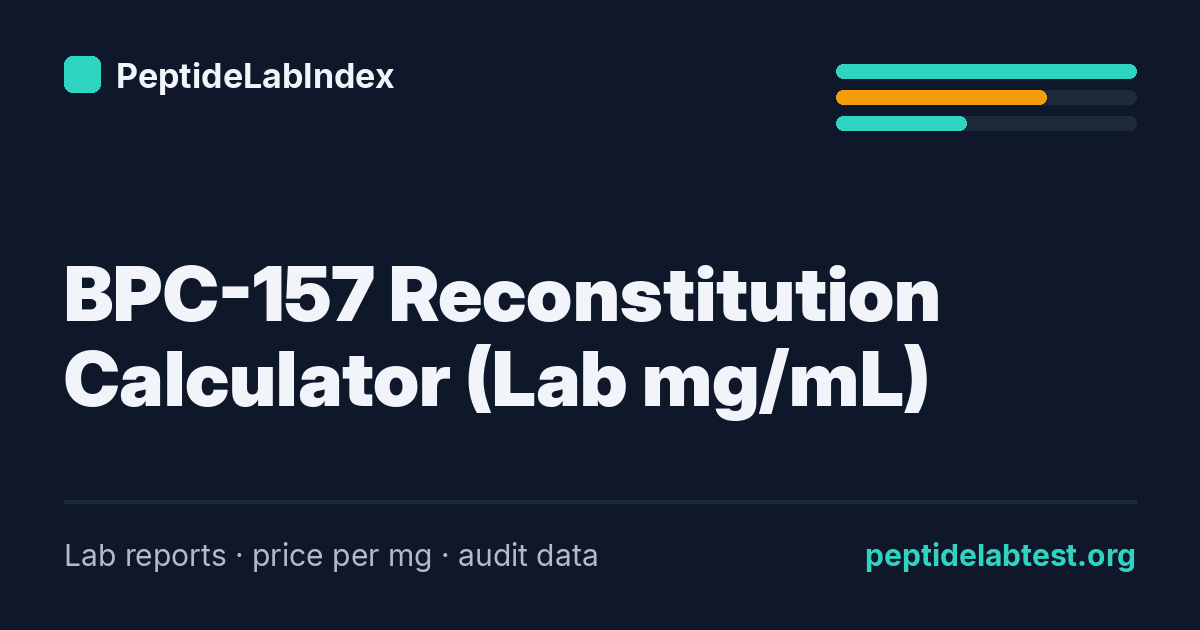 PeptideLabIndex
BPC-157 Reconstitution
Calculator (Lab mg/mL)
Lab reports · price per mg · audit data
peptidelabtest.org